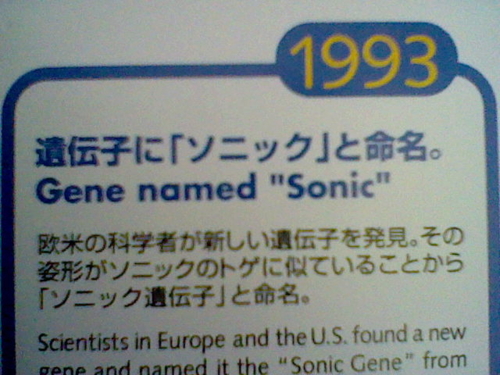 1993
遺伝子に「ソニック」と命名。
Gene named "Sonic"
欧米の科学者が新しい遺伝子を発見。その
姿形がソニックのトゲに似ていることから
「ソニック遺伝子」と命名。
Scientists in Europe and the U.S. found a new
gene and named it the "Sonic Gene" from